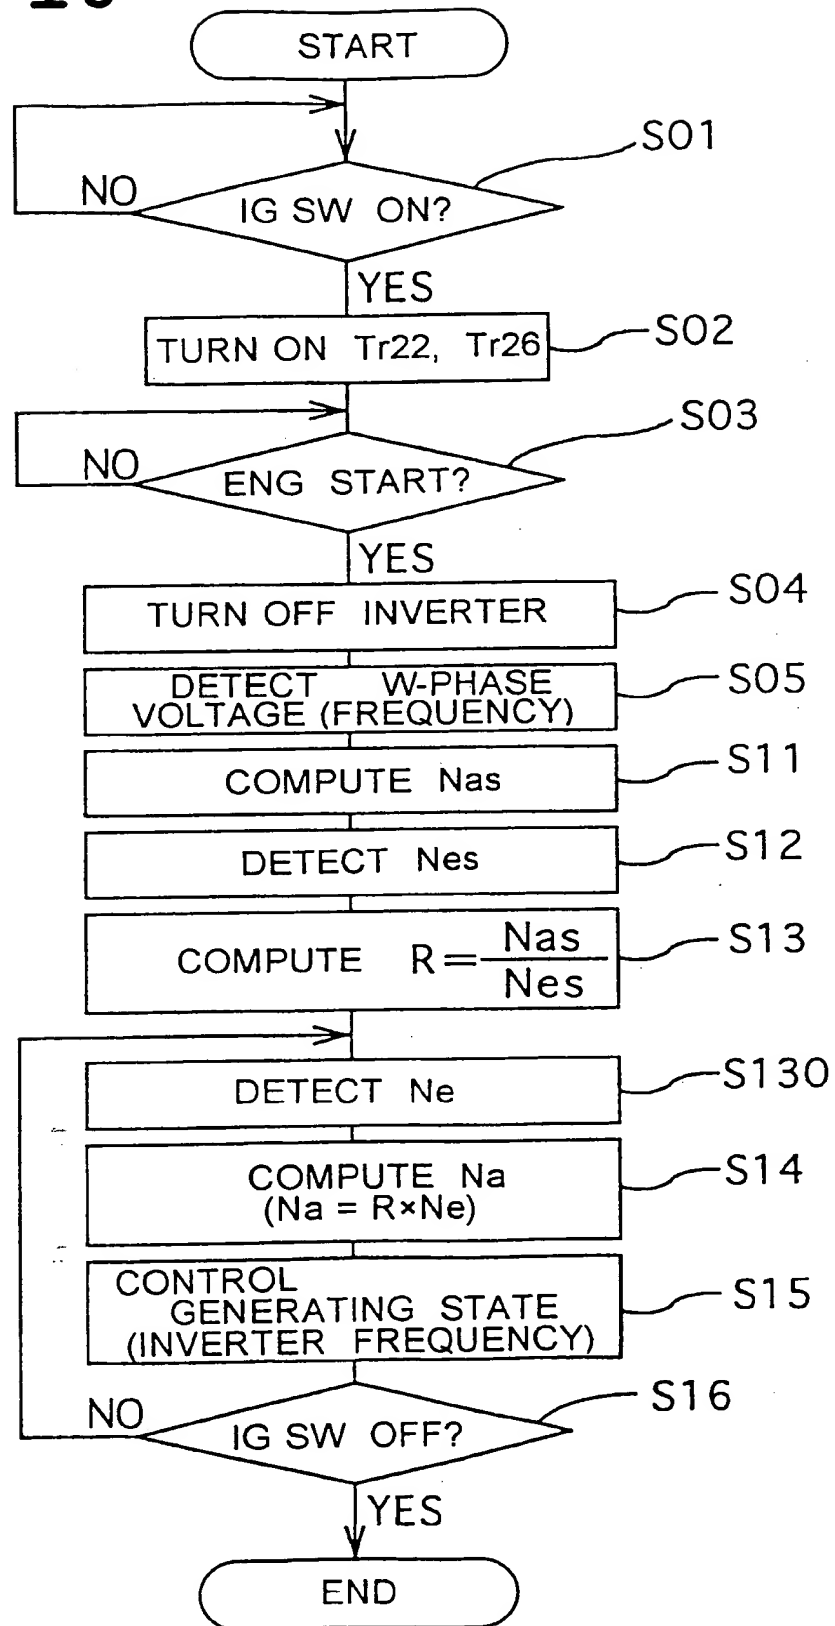 START
S01
NO
IG SW ON?
YES
TURN ON Tr22, Tr26
S02
S03
NO
ENG START?
YES
TURN OFF INVERTER
S04
DETECT W-PHASE
VOLTAGE (FREQUENCY)
S05
COMPUTE Nas
S11
DETECT Nes
S12
COMPUTE R = Nas / Nes
S13
DETECT Ne
S130
COMPUTE Na
(Na = R×Ne)
S14
CONTROL
GENERATING STATE
(INVERTER FREQUENCY)
S15
S16
NO
IG SW OFF?
YES
END